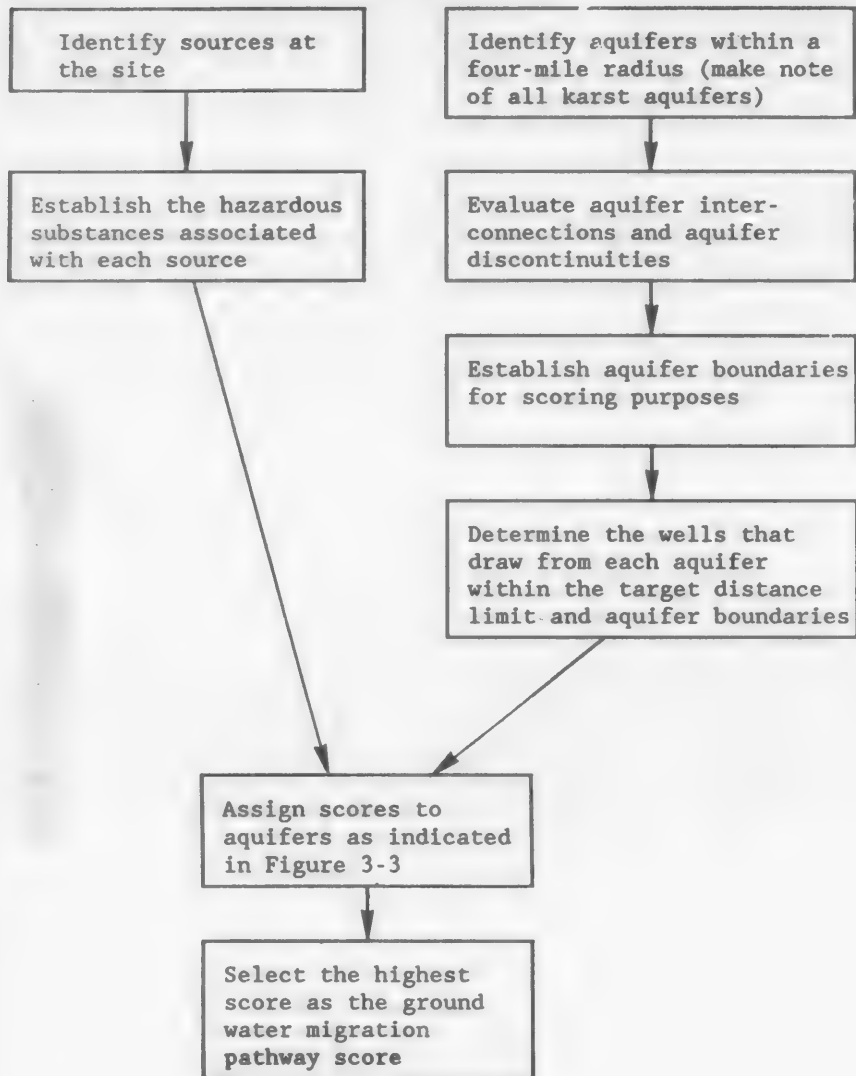 Identify sources at
the site
Establish the hazardous
substances associated
with each source
Identify aquifers within a
four-mile radius (make note
of all karst aquifers)
Evaluate aquifer inter-
connections and aquifer
discontinuities
Establish aquifer boundaries
for scoring purposes
Determine the wells that
draw from each aquifer
within the target distance
limit and aquifer boundaries
Assign scores to
aquifers as indicated
in Figure 3-3
Select the highest
score as the ground
water migration
pathway score